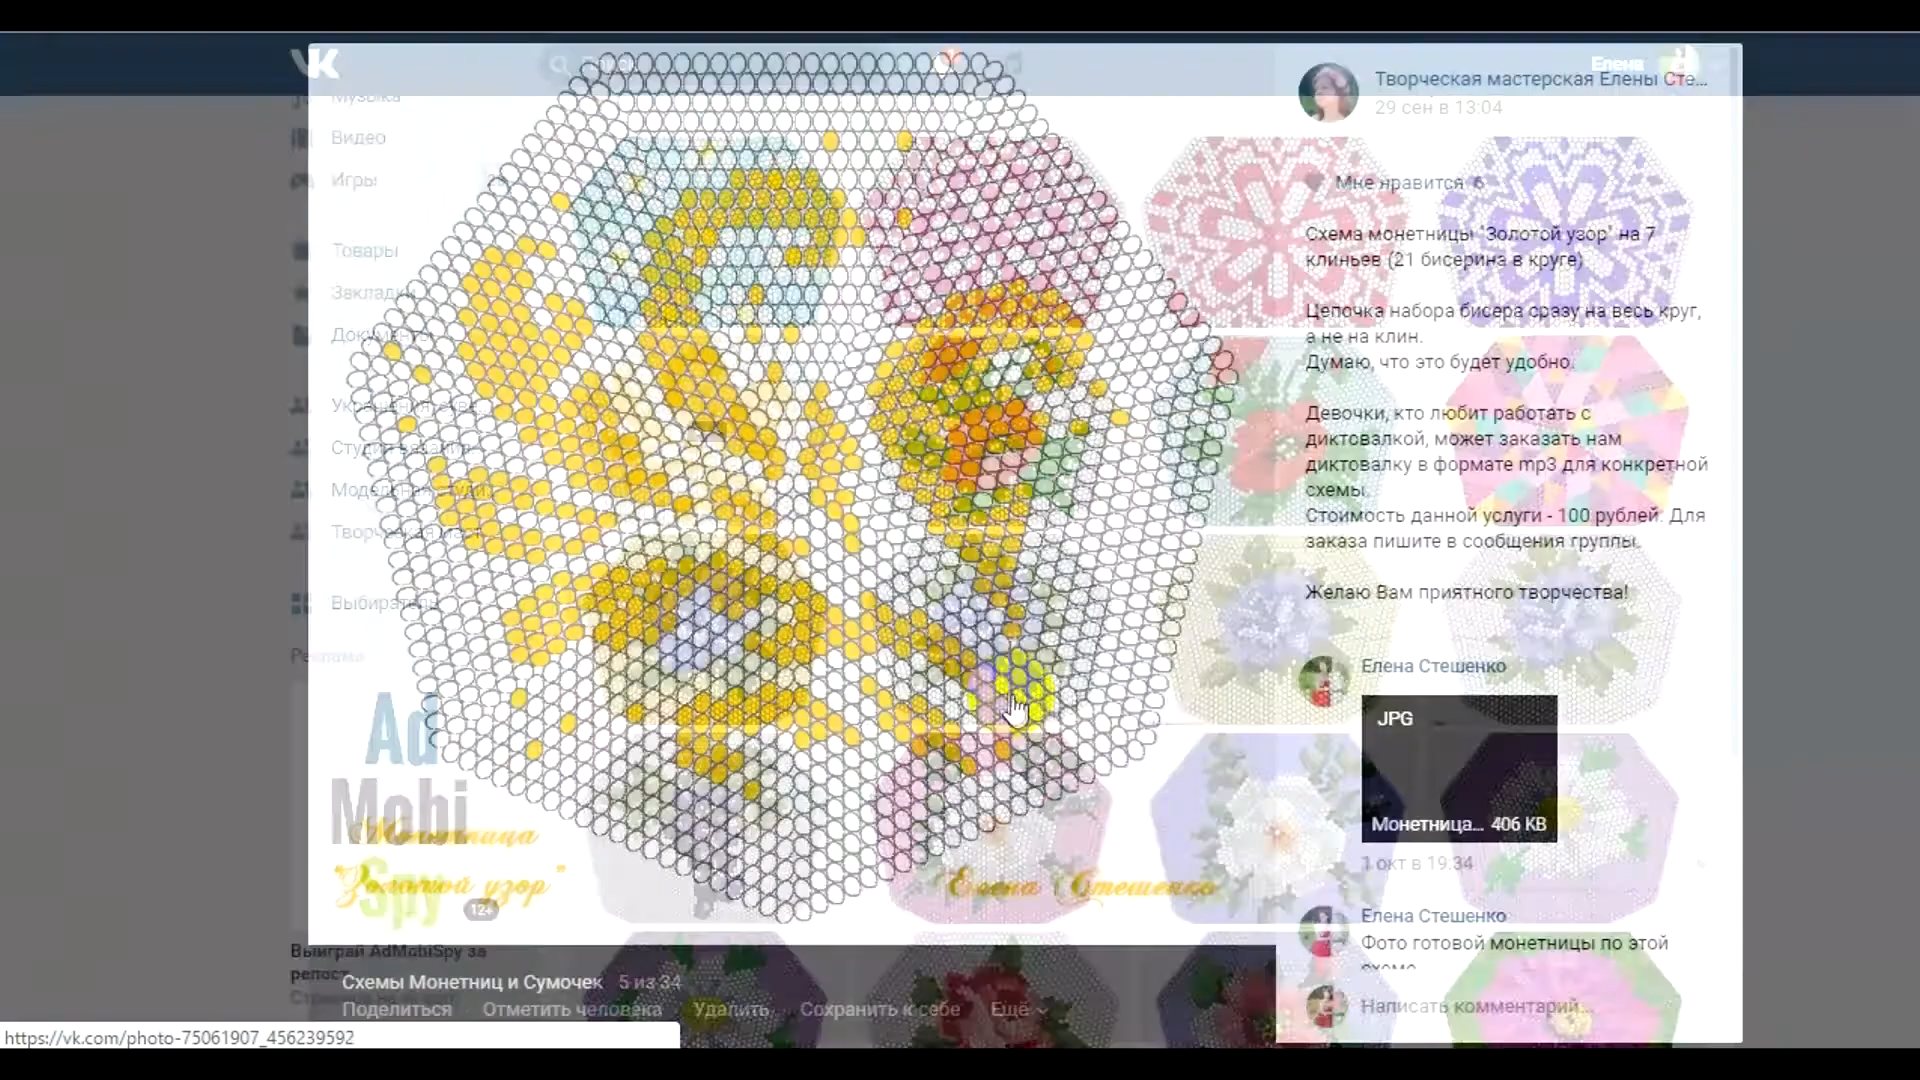 Елена
Музыка
Видео
Игры
Товары
Закладки
Документы
Реклама
Ad
Mobi
Spy
12+
Выиграй AdMobiSpy за
репост
Монетница
"Золотой узор"
Елена Стешенко
Схемы Монетниц и Сумочек 5 из 34
Поделиться Отметить человека Удалить Сохранить к себе Ещё
https://vk.com/photo-75061907_456239592
Творческая мастерская Елены Сте...
29 сен в 13:04
Мне нравится 6
Схема монетницы "Золотой узор" на 7
клиньев (21 бисерина в круге)
Цепочка набора бисера сразу на весь круг,
а не на клин.
Думаю, что это будет удобно.
Девочки, кто любит работать с
диктовалкой, может заказать нам
диктовалку в формате mp3 для конкретной
схемы.
Стоимость данной услуги - 100 рублей. Для
заказа пишите в сообщения группы.
Желаю Вам приятного творчества!
Елена Стешенко
JPG
Монетница... 406 KB
1 окт в 19:34
Елена Стешенко
Фото готовой монетницы по этой
схеме
Написать комментарий...